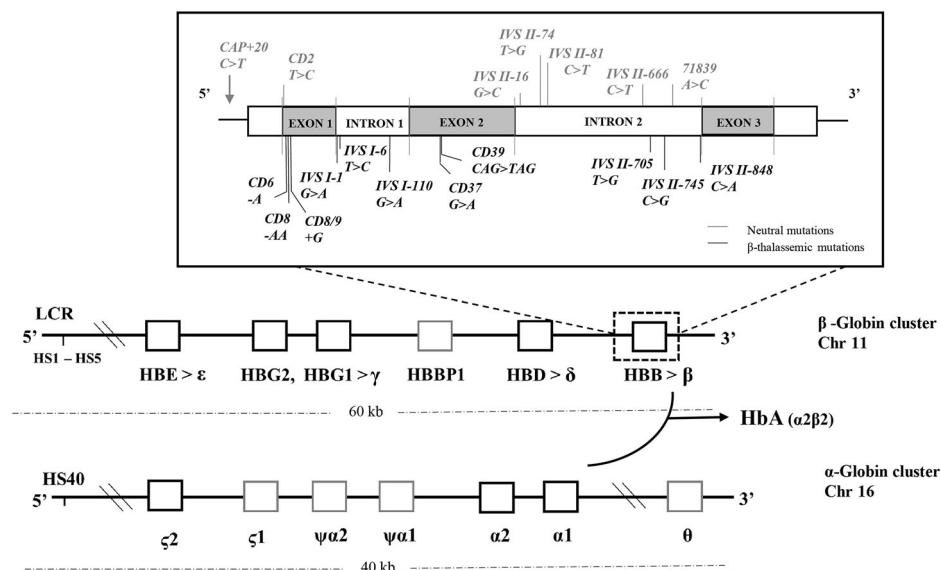 CAP+20
C>T
CD2
T>C
IVS II-16
G>C
IVS II-74
T>G
IVS II-81
C>T
IVS II-666
C>T
71839
A>C
5’
3’
EXON 1
INTRON 1
EXON 2
INTRON 2
EXON 3
CD6
-A
CD8
-AA
CD8/9
+G
IVS I-1
G>A
IVS I-6
T>C
IVS I-110
G>A
CD39
CAG>TAG
CD37
G>A
IVS II-705
T>G
IVS II-745
C>G
IVS II-848
C>A
Neutral mutations
β-thalassemic mutations
LCR
5’
3’
HS1 – HS5
HBE > ε
HBG2, HBG1 > γ
HBBP1
HBD > δ
HBB > β
β -Globin cluster
Chr 11
60 kb
HbA (α2β2)
HS40
5’
3’
α-Globin cluster
Chr 16
ς2
ς1
ψα2
ψα1
α2
α1
θ
40 kb